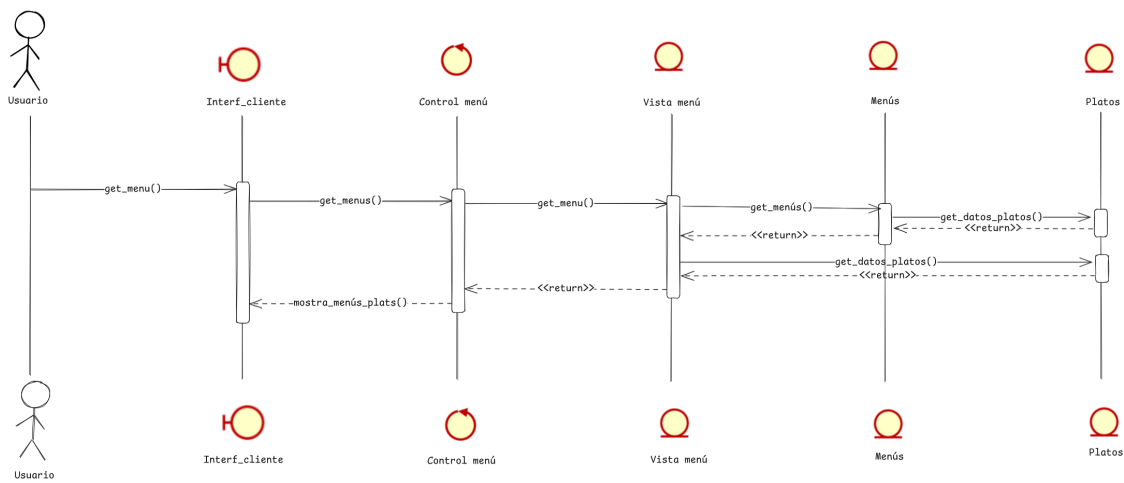 Usuario
Interf_cliente
Control menú
Vista menú
Menús
Platos
get_menu()
get_menus()
get_menu()
get_menús()
get_datos_platos()
<<return>>
<<return>>
get_datos_platos()
<<return>>
<<return>>
mostra_menús_plats()
Usuario
Interf_cliente
Control menú
Vista menú
Menús
Platos